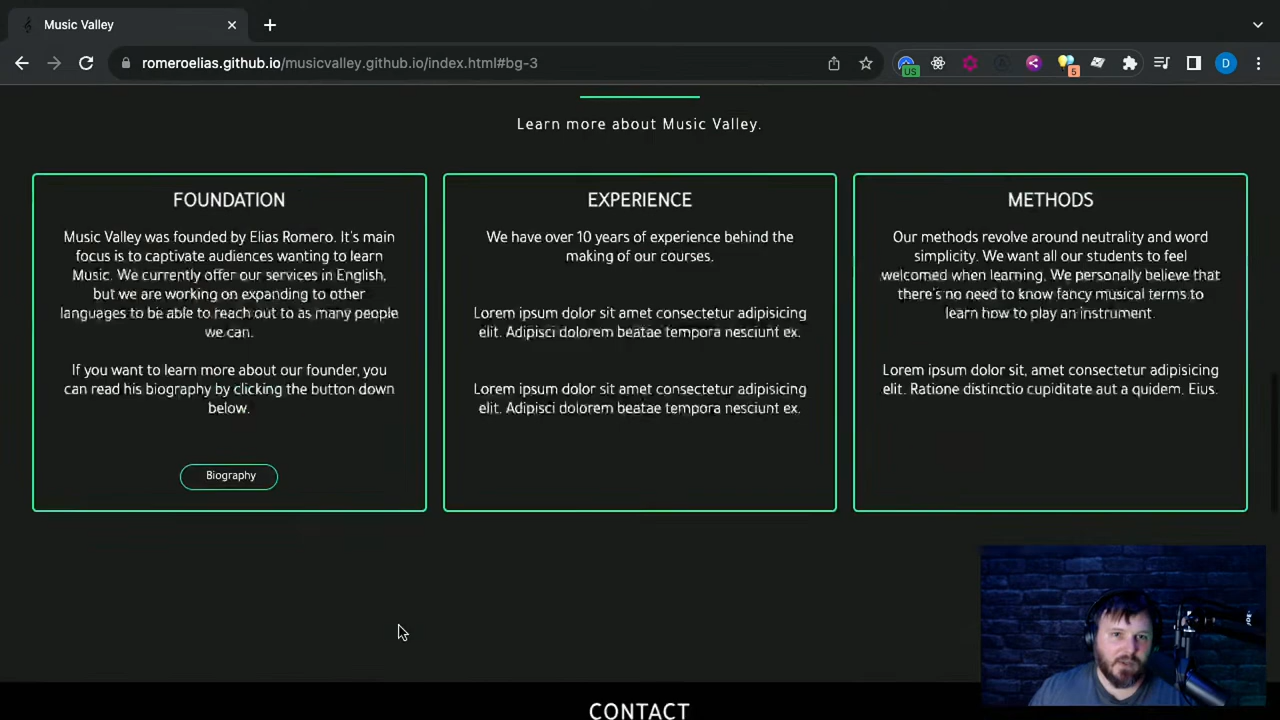 Music Valley
romeroelias.github.io/musicvalley.github.io/index.html#bg-3
US
5
D
Learn more about Music Valley.
FOUNDATION
Music Valley was founded by Elias Romero. It's main
focus is to captivate audiences wanting to learn
Music. We currently offer our services in English,
but we are working on expanding to other
languages to be able to reach out to as many people
we can.
If you want to learn more about our founder, you
can read his biography by clicking the button down
below.
Biography
EXPERIENCE
We have over 10 years of experience behind the
making of our courses.
Lorem ipsum dolor sit amet consectetur adipisicing
elit. Adipisci dolorem beatae tempora nesciunt ex.
Lorem ipsum dolor sit amet consectetur adipisicing
elit. Adipisci dolorem beatae tempora nesciunt ex.
METHODS
Our methods revolve around neutrality and word
simplicity. We want all our students to feel
welcomed when learning. We personally believe that
there's no need to know fancy musical terms to
learn how to play an instrument.
Lorem ipsum dolor sit, amet consectetur adipisicing
elit. Ratione distinctio cupiditate aut a quidem. Eius.
CONTACT